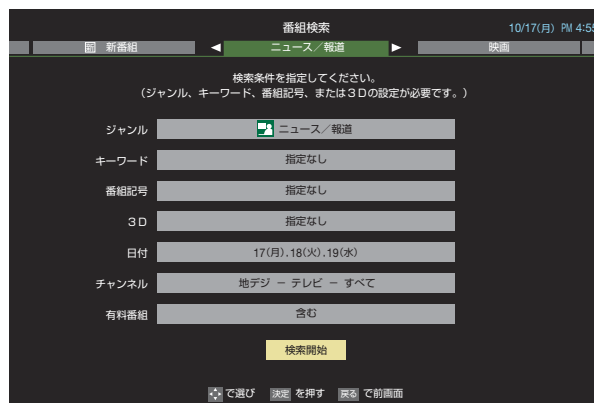 番組検索
10/17(月) PM 4:55
新 新番組 ◀ ニュース／報道 ▶ 映画
検索条件を指定してください。
（ジャンル、キーワード、番組記号、または３Ｄの設定が必要です。）
ジャンル ニュース／報道
キーワード 指定なし
番組記号 指定なし
３Ｄ 指定なし
日付 17(月).18(火).19(水)
チャンネル 地デジ － テレビ － すべて
有料番組 含む
検索開始
で選び 決定 を押す 戻る で前画面